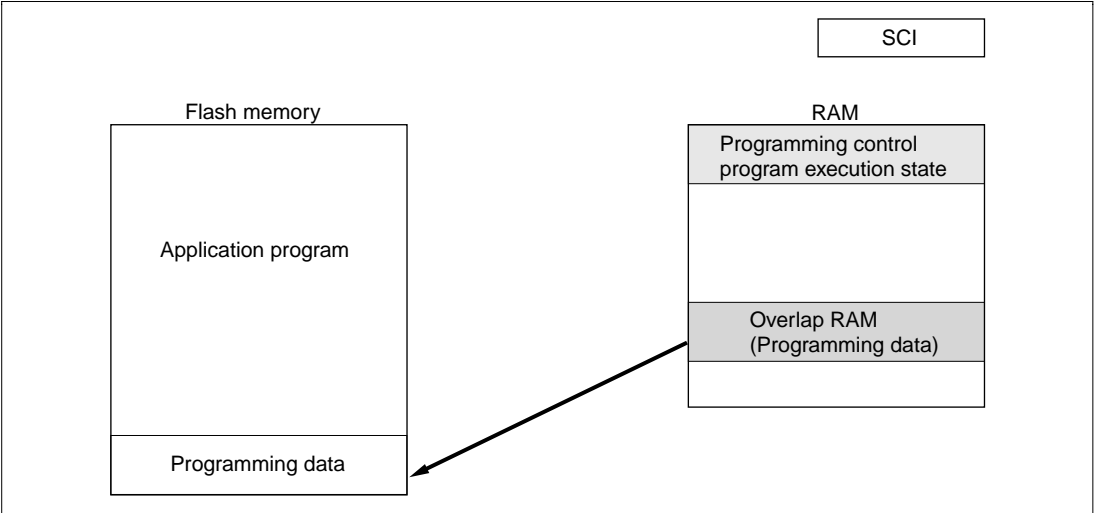 SCI
Flash memory
RAM
Programming control
program execution state
Application program
Overlap RAM
(Programming data)
Programming data